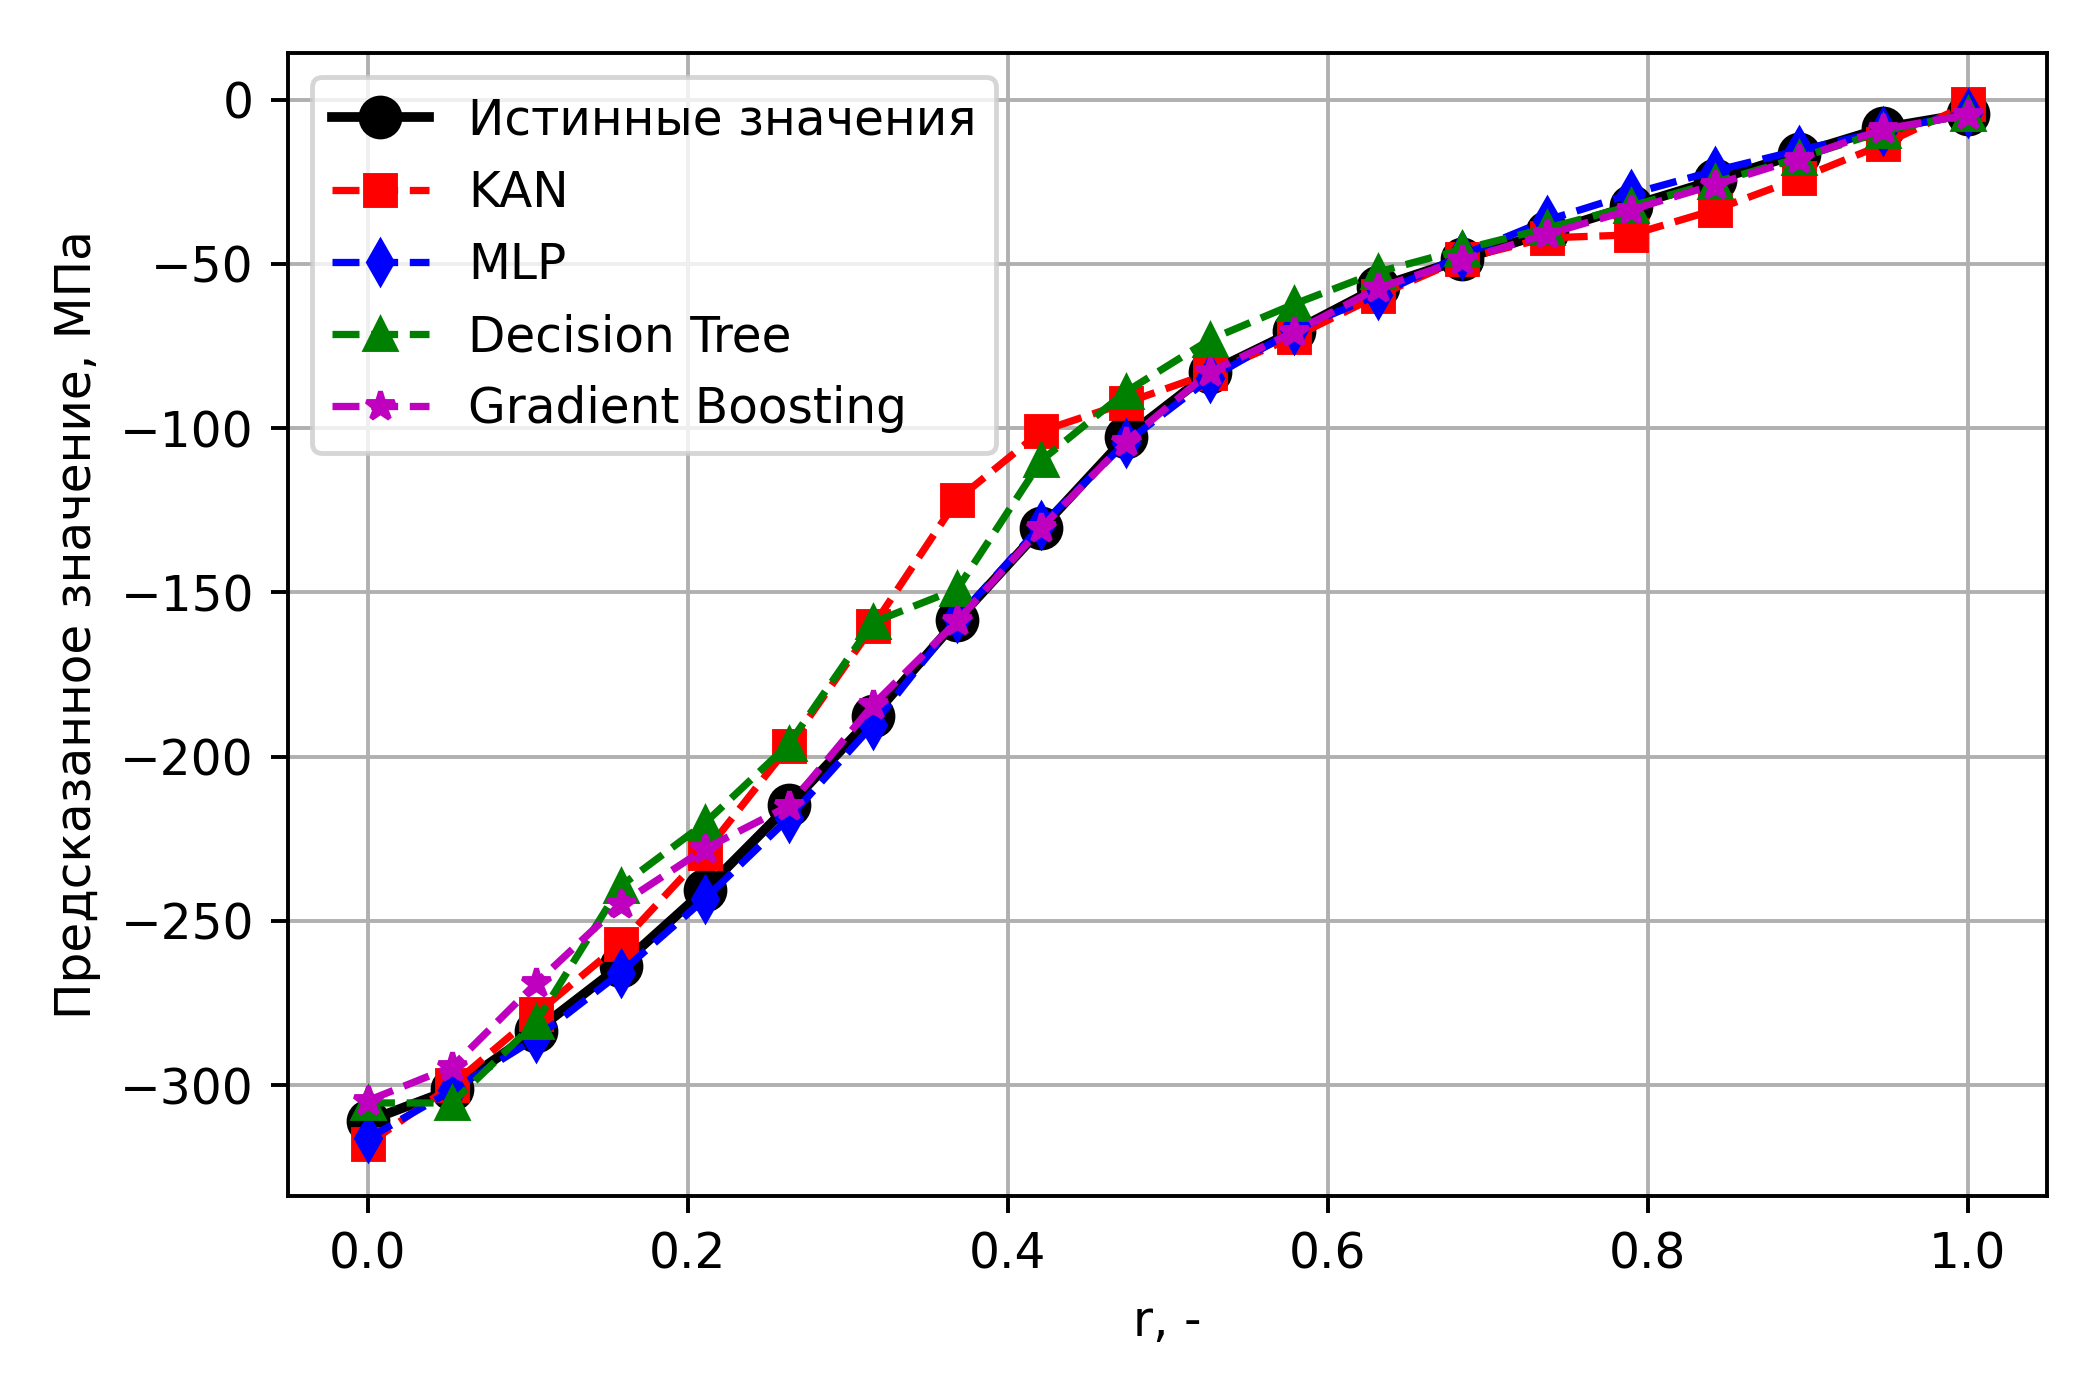 Истинные значения
KAN
MLP
Decision Tree
Gradient Boosting
Предсказанное значение, МПа
0
−50
−100
−150
−200
−250
−300
0.0 0.2 0.4 0.6 0.8 1.0
r, -